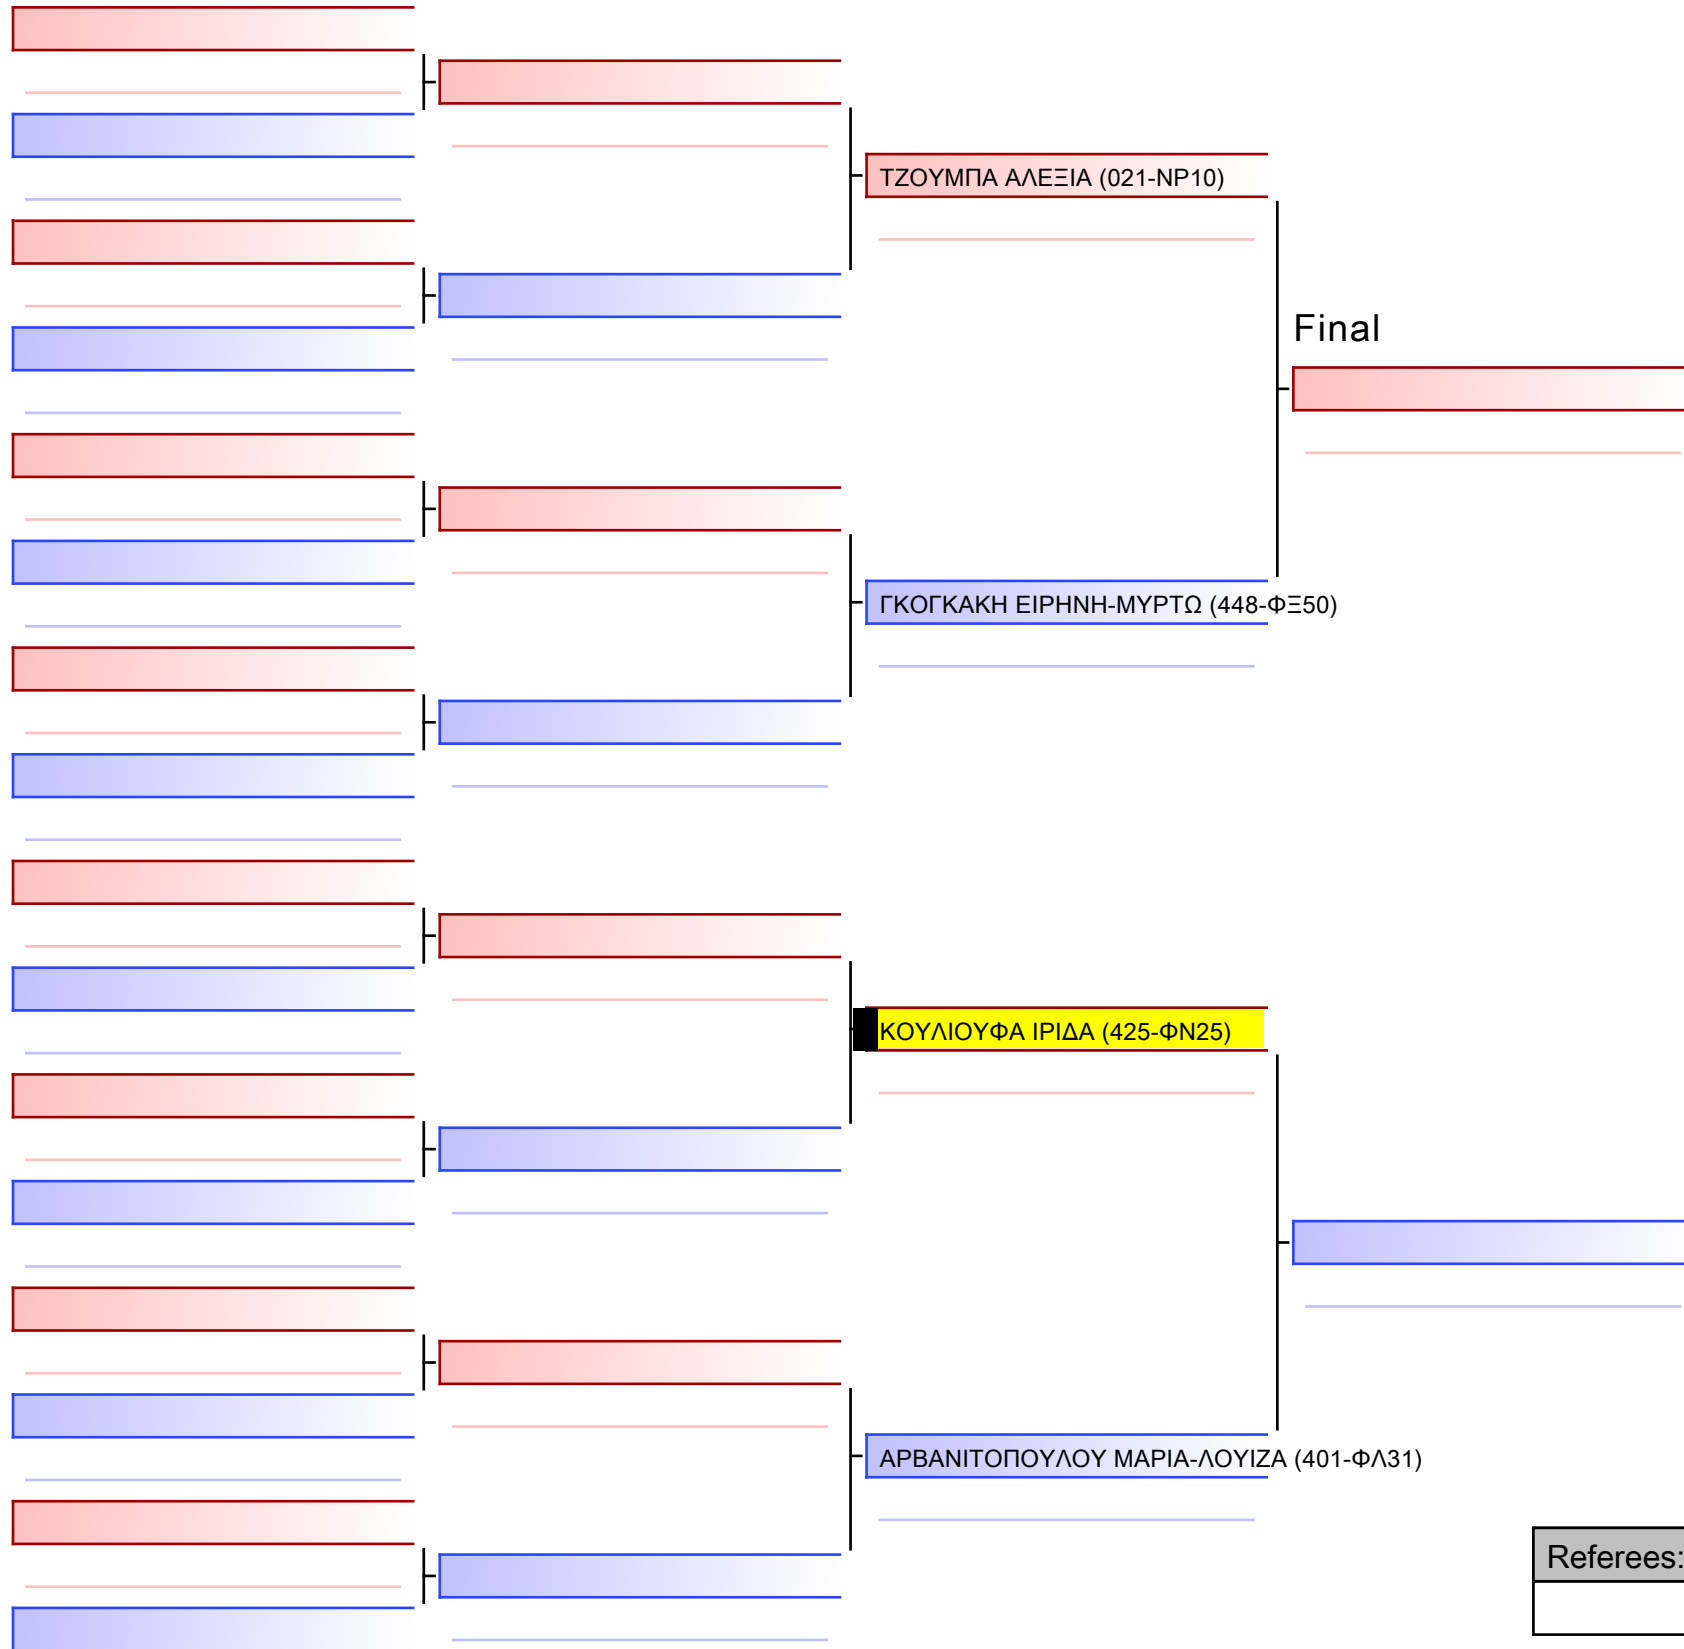 ΤΖΟΥΜΠΑ ΑΛΕΞΙΑ (021-ΝΡ10)
Final
ΓΚΟΓΚΑΚΗ ΕΙΡΗΝΗ-ΜΥΡΤΩ (448-ΦΞ50)
ΚΟΥΛΙΟΥΦΑ ΙΡΙΔΑ (425-ΦΝ25)
ΑΡΒΑΝΙΤΟΠΟΥΛΟΥ ΜΑΡΙΑ-ΛΟΥΙΖΑ (401-ΦΛ31)
Referees: